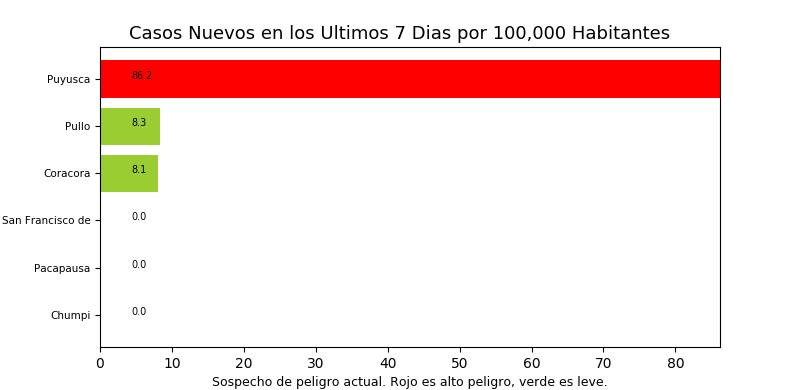 Casos Nuevos en los Ultimos 7 Dias por 100,000 Habitantes
Puyusca 86.2
Pullo 8.3
Coracora 8.1
San Francisco de 0.0
Pacapausa 0.0
Chumpi 0.0
0 10 20 30 40 50 60 70 80
Sospecho de peligro actual. Rojo es alto peligro, verde es leve.